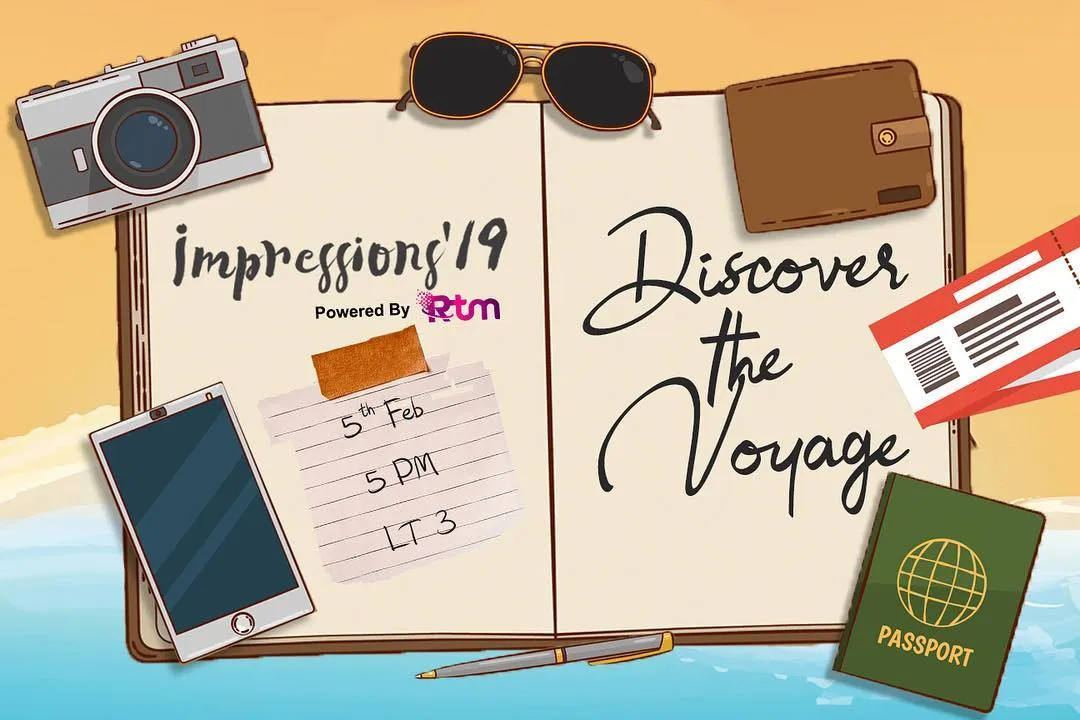 impressions'19
Powered By Rtm
5th Feb
5 PM
LT 3
Discover
the
Voyage
PASSPORT